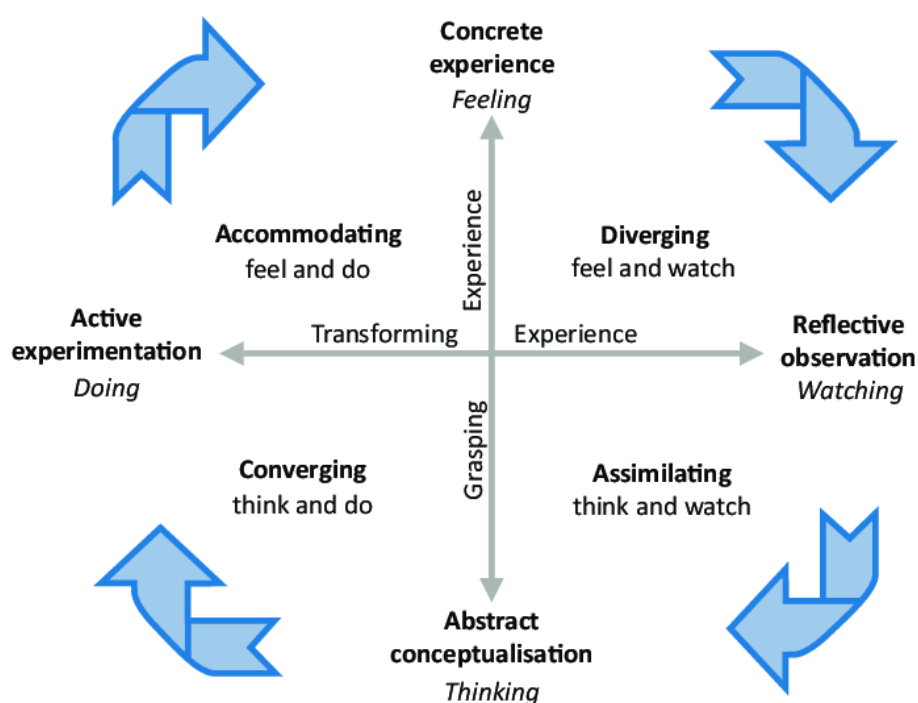 Concrete
experience
Feeling
Experience
Accommodating
feel and do
Diverging
feel and watch
Active
experimentation
Doing
Transforming
Experience
Reflective
observation
Watching
Grasping
Converging
think and do
Assimilating
think and watch
Abstract
conceptualisation
Thinking